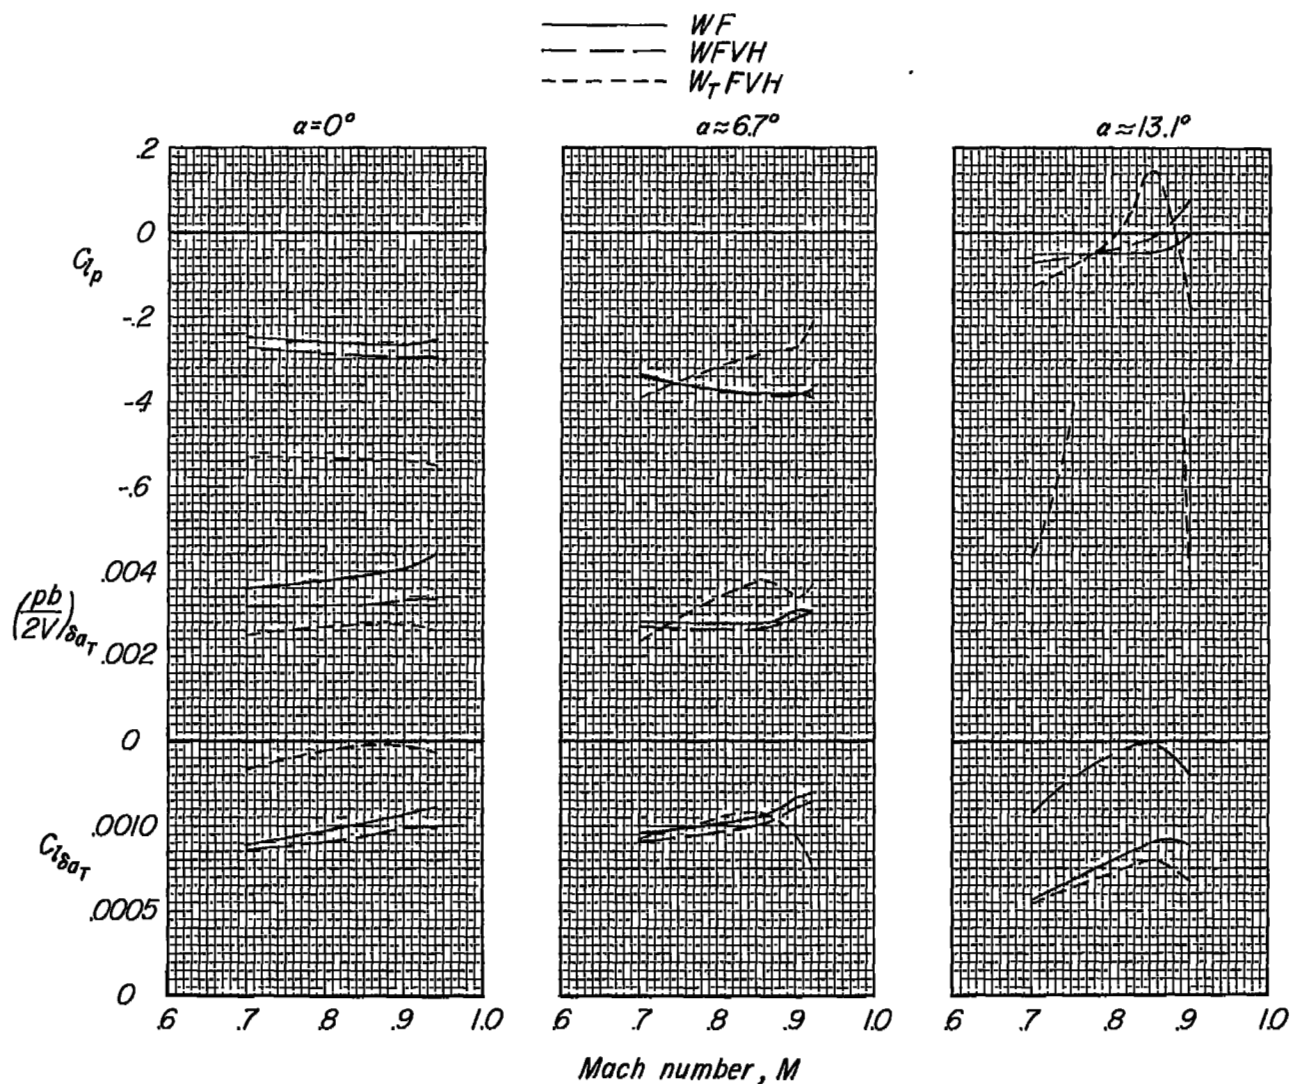 WF
WFVH
W_T FVH
α=0°
α≈6.7°
α≈13.1°
.2
0
C_l_p
-.2
-.4
-.6
.004
(pb/2V)_δa_T
.002
0
.0010
C_l_δa_T
.0005
0
.6 .7 .8 .9 1.0
.6 .7 .8 .9 1.0
.6 .7 .8 .9 1.0
Mach number, M